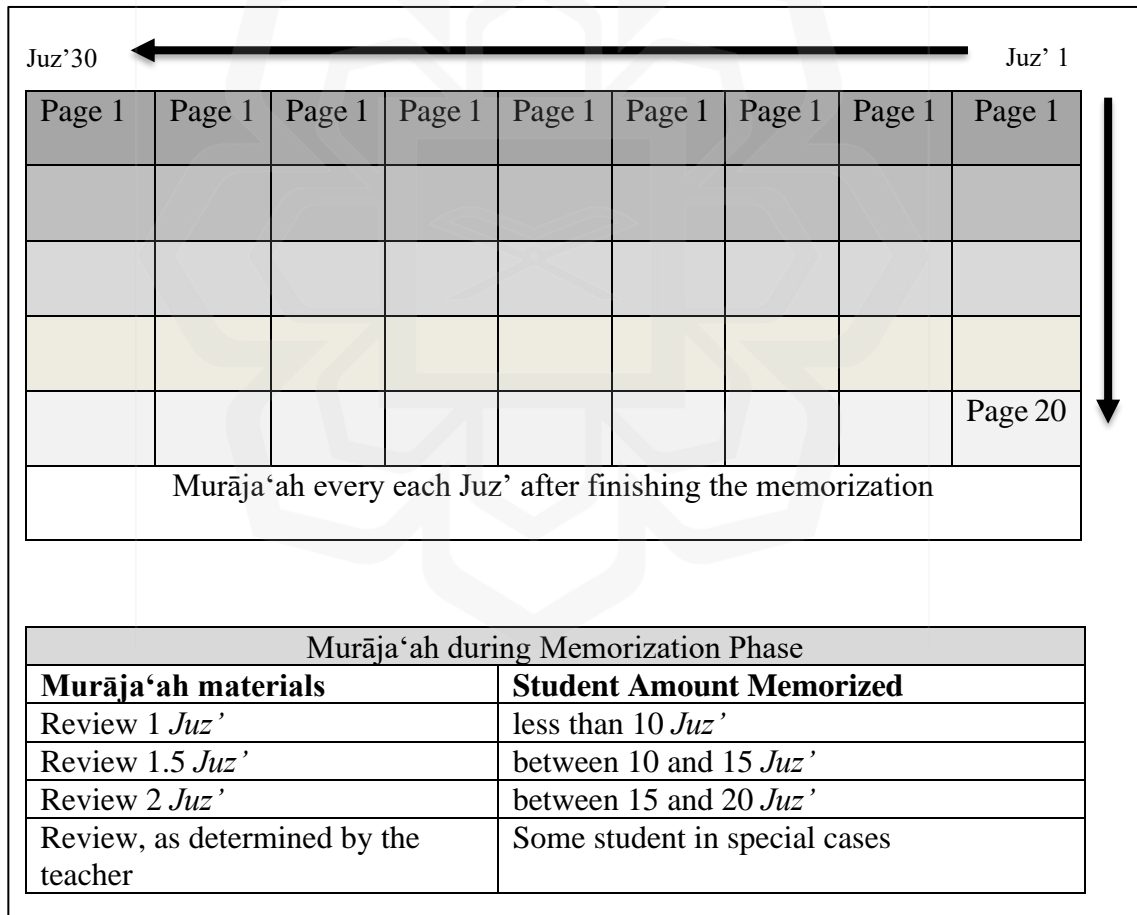 Juz’30 Juz’ 1
Page 1 Page 1 Page 1 Page 1 Page 1 Page 1 Page 1 Page 1 Page 1
Page 20
Murāja‘ah every each Juz’ after finishing the memorization
Murāja‘ah during Memorization Phase
Murāja‘ah materials Student Amount Memorized
Review 1 Juz’ less than 10 Juz’
Review 1.5 Juz’ between 10 and 15 Juz’
Review 2 Juz’ between 15 and 20 Juz’
Review, as determined by the Some student in special cases
teacher